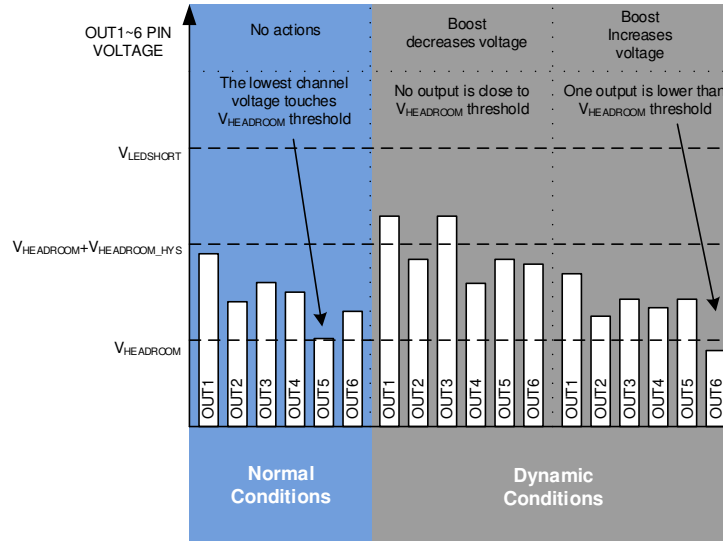 OUT1~6 PIN
VOLTAGE
No actions
Boost
decreases voltage
Boost
Increases
voltage
The lowest channel
voltage touches
VHEADROOM threshold
No output is close to
VHEADROOM threshold
One output is lower than
VHEADROOM threshold
VLEDSHORT
VHEADROOM+VHEADROOM_HYS
VHEADROOM
OUT1
OUT2
OUT3
OUT4
OUT5
OUT6
OUT1
OUT2
OUT3
OUT4
OUT5
OUT6
OUT1
OUT2
OUT3
OUT4
OUT5
OUT6
Normal
Conditions
Dynamic
Conditions